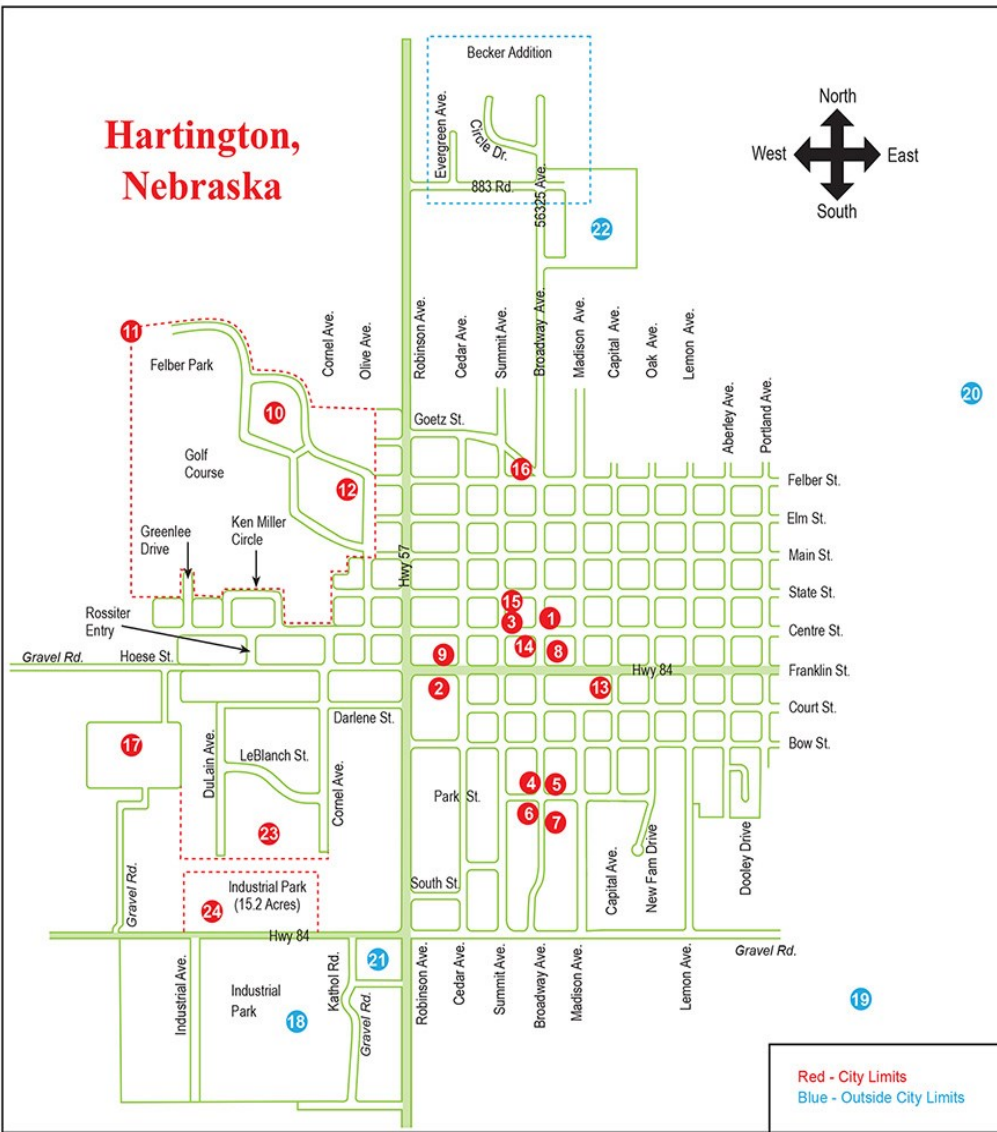 Becker Addition
Hartington,
Nebraska
North
West
East
South
Evergreen Ave.
Circle Dr.
883 Rd.
56325 Ave.
22
11
Felber Park
Cornel Ave.
Olive Ave.
Robinson Ave.
Cedar Ave.
Summit Ave.
Broadway Ave.
Madison Ave.
Capital Ave.
Oak Ave.
Lemon Ave.
Aberley Ave.
Portland Ave.
20
10
Goetz St.
Golf
Course
16
12
Felber St.
Elm St.
Main St.
Greenlee
Drive
Ken Miller
Circle
Hwy 57
State St.
Rossiter
Entry
15
3
1
Centre St.
Gravel Rd.
Hoese St.
9
14
8
Hwy 84
Franklin St.
2
13
Court St.
Darlene St.
17
Bow St.
DuLain Ave.
LeBlanch St.
Cornel Ave.
Park St.
4
5
6
7
23
Capital Ave.
New Fam Drive
Dooley Drive
Gravel Rd.
Industrial Park
(15.2 Acres)
24
South St.
Hwy 84
Gravel Rd.
Industrial Ave.
Industrial
Park
18
Kathol Rd.
21
Gravel Rd.
Robinson Ave.
Cedar Ave.
Summit Ave.
Broadway Ave.
Madison Ave.
Lemon Ave.
19
Red - City Limits
Blue - Outside City Limits